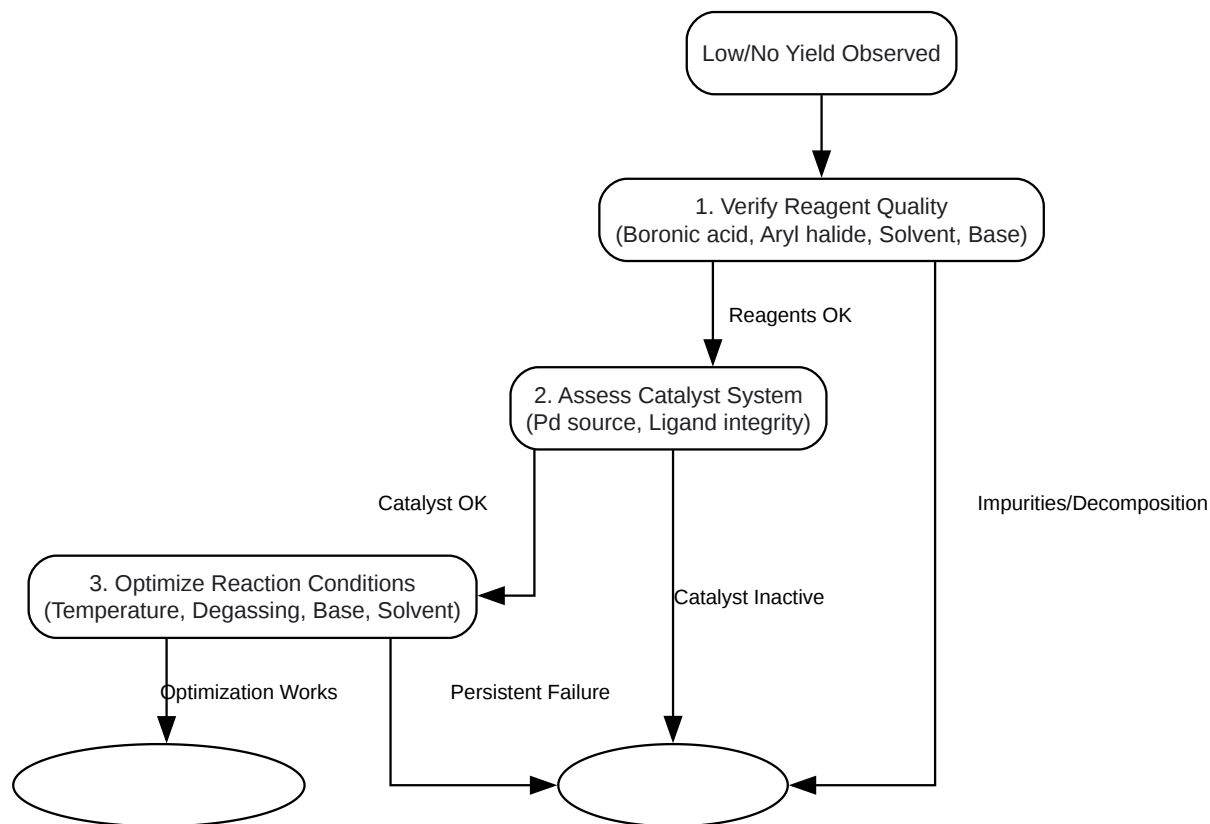 Low/No Yield Observed
1. Verify Reagent Quality
(Boronic acid, Aryl halide, Solvent, Base)
Reagents OK
2. Assess Catalyst System
(Pd source, Ligand integrity)
Catalyst OK
Impurities/Decomposition
3. Optimize Reaction Conditions
(Temperature, Degassing, Base, Solvent)
Catalyst Inactive
Optimization Works
Persistent Failure